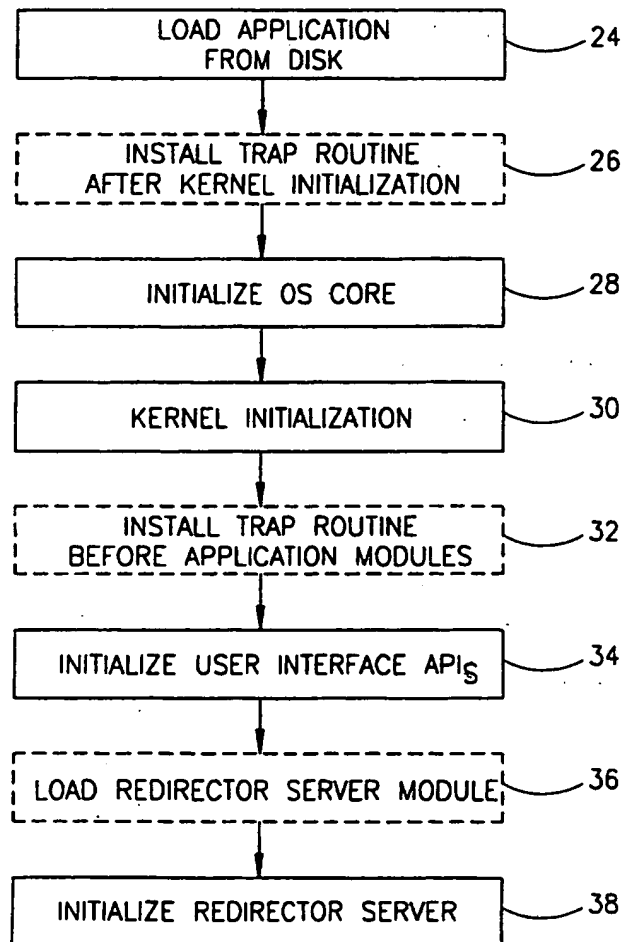 LOAD APPLICATION
FROM DISK
24
INSTALL TRAP ROUTINE
AFTER KERNEL INITIALIZATION
26
INITIALIZE OS CORE
28
KERNEL INITIALIZATION
30
INSTALL TRAP ROUTINE
BEFORE APPLICATION MODULES
32
INITIALIZE USER INTERFACE APIS
34
LOAD REDIRECTOR SERVER MODULE
36
INITIALIZE REDIRECTOR SERVER
38